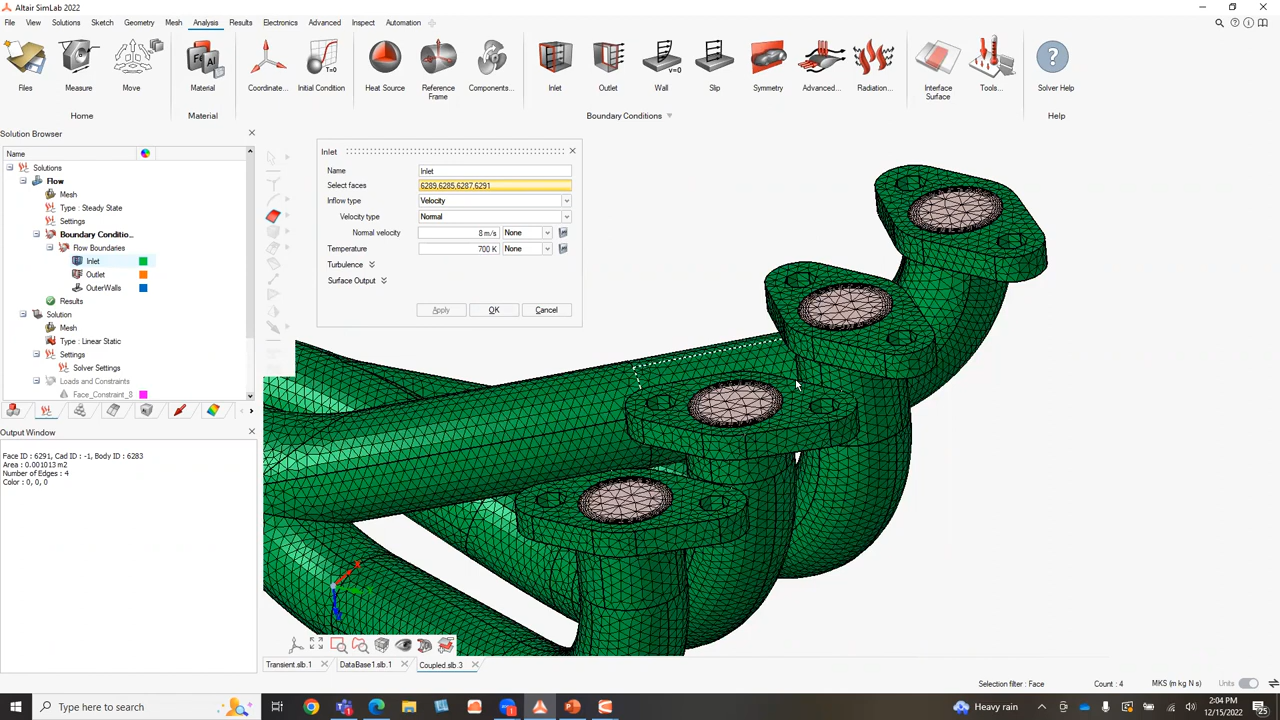 Altair SimLab 2022
File View Solutions Sketch Geometry Mesh Analysis Results Electronics Advanced Inspect Automation
Fe Al
T=0
v=0
Files Measure Move Material Coordinate... Initial Condition Heat Source Reference Frame Components... Inlet Outlet Wall Slip Symmetry Advanced... Radiation... Interface Surface Tools... Solver Help
Home Material Boundary Conditions Help
Solution Browser
Name
Solutions
Flow
Mesh
Type : Steady State
Settings
Boundary Conditio...
Flow Boundaries
Inlet
Outlet
OuterWalls
Results
Solution
Mesh
Type : Linear Static
Settings
Solver Settings
Loads and Constraints
Face_Constraint_8
Inlet
Name Inlet
Select faces 6289,6285,6287,6291
Inflow type Velocity
Velocity type Normal
Normal velocity 8 m/s None
Temperature 700 K None
Turbulence
Surface Output
Apply OK Cancel
Output Window
Face ID : 6291, Cad ID : -1, Body ID : 6283
Area : 0.001013 m2
Number of Edges : 4
Color : 0, 0, 0
Transient.slb.1 DataBase1.slb.1 Coupled.slb.3
Selection filter : Face Count : 4 MKS (m kg N s) Units
Type here to search
Heavy rain
2:04 PM
12/15/2022